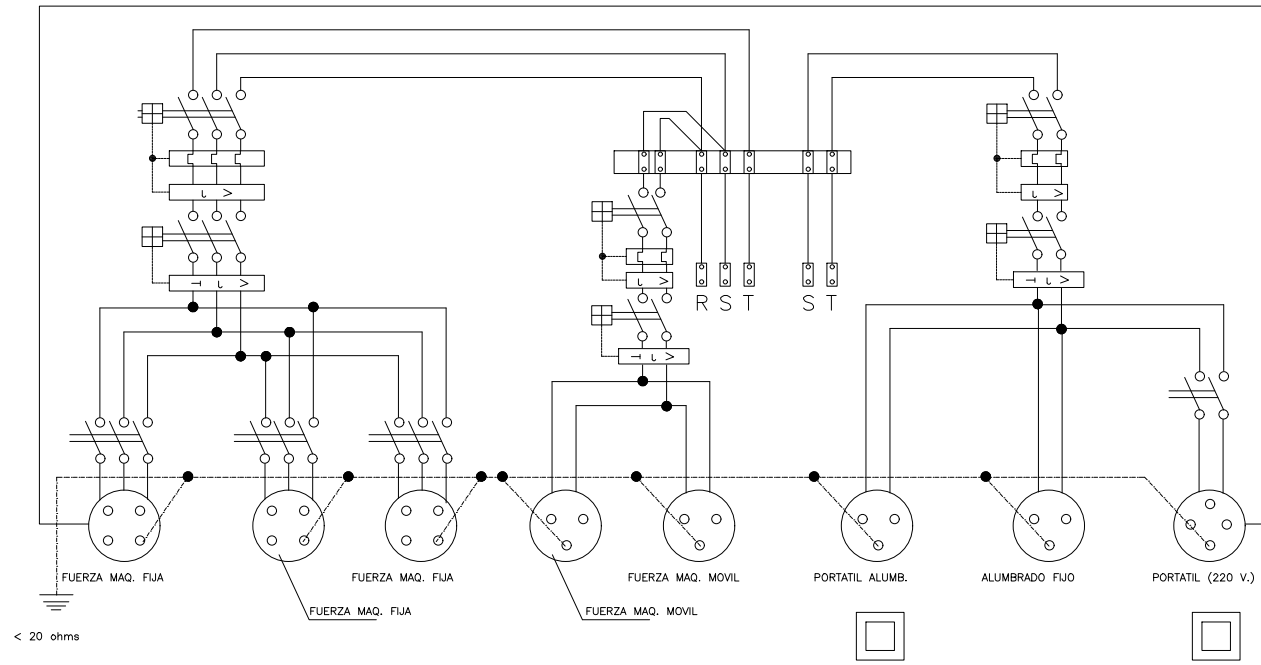 R S T S T
FUERZA MAQ. FIJA
FUERZA MAQ. FIJA
FUERZA MAQ. MOVIL
PORTATIL ALUMB.
ALUMBRADO FIJO
PORTATIL (220 V.)
FUERZA MAQ. FIJA
FUERZA MAQ. MOVIL
< 20 ohms